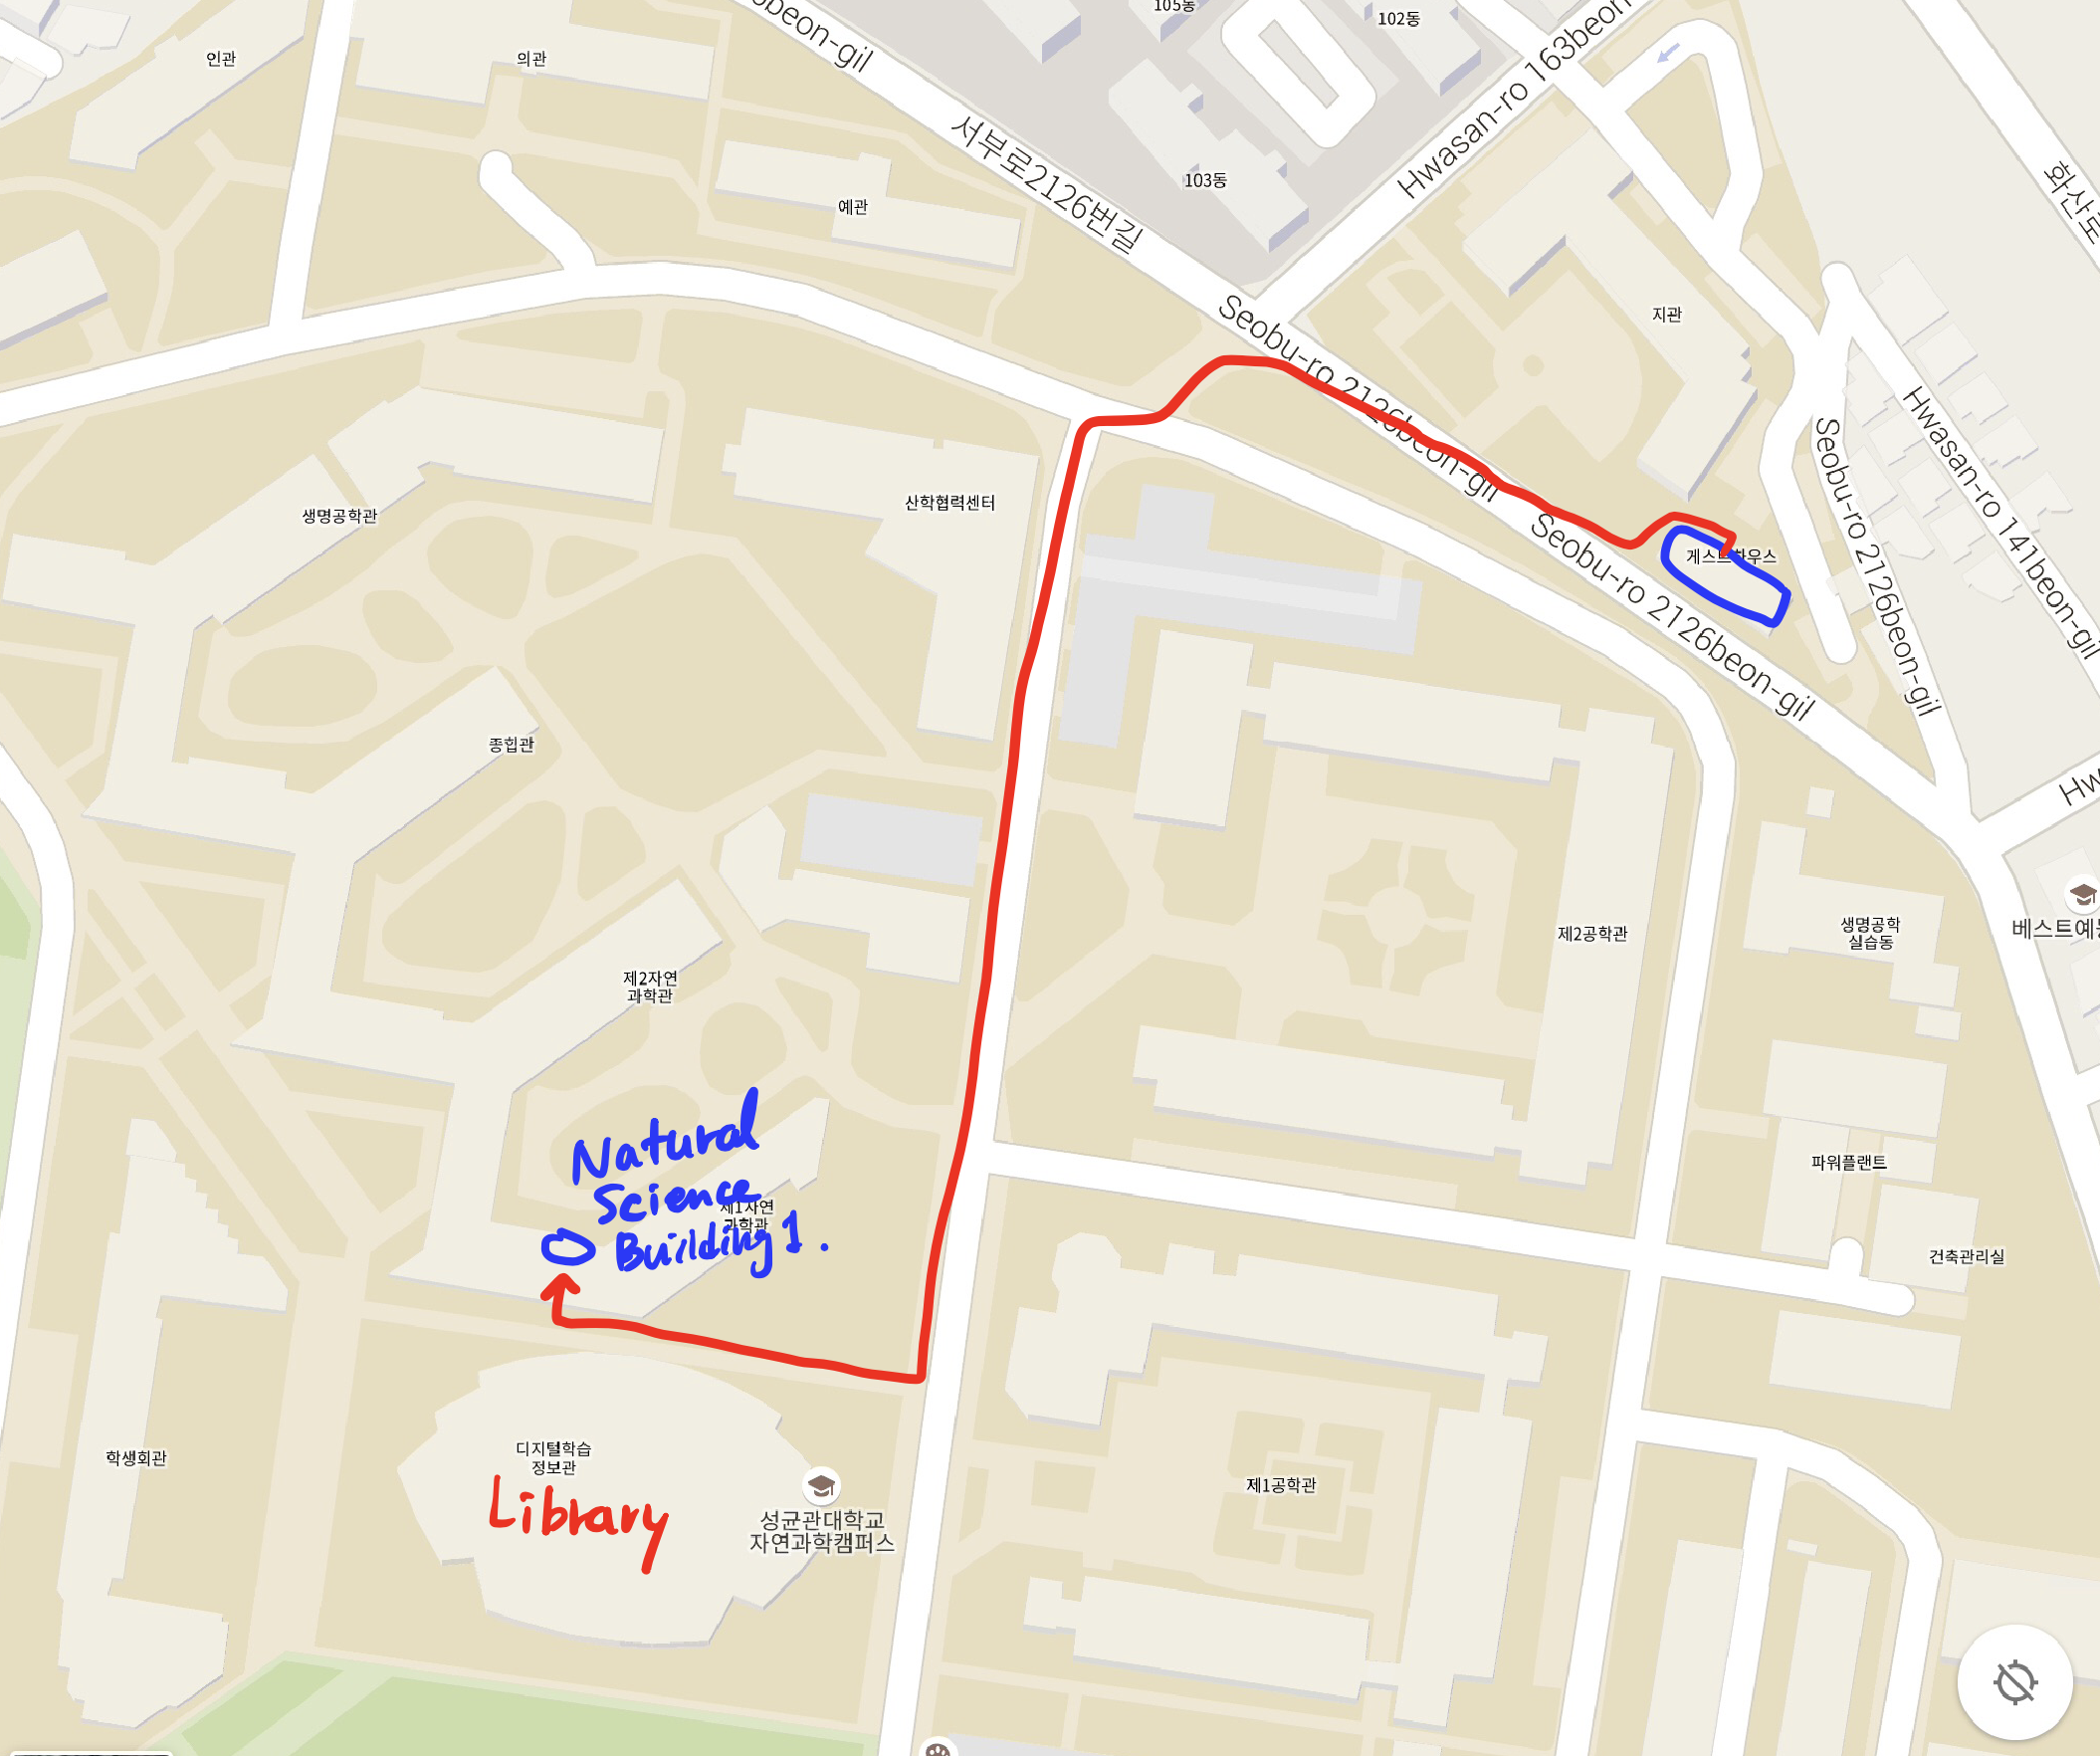 105동
102동
인관
의관
beon-gil
Hwasan-ro 163beon
서부로2126번길
103동
예관
화산로
Seobu-ro 2126beon-gil
지관
Hwasan-ro 141beon-gil
Seobu-ro 2126beon-gil
생명공학관
산학협력센터
게스트하우스
Seobu-ro 2126beon-gil
종합관
Hw
제2공학관
생명공학
실습동
베스트예
제2자연
과학관
Natural
Science
Building 1.
제1자연
과학관
파워플랜트
건축관리실
학생회관
디지털학습
정보관
Library
성균관대학교
자연과학캠퍼스
제1공학관